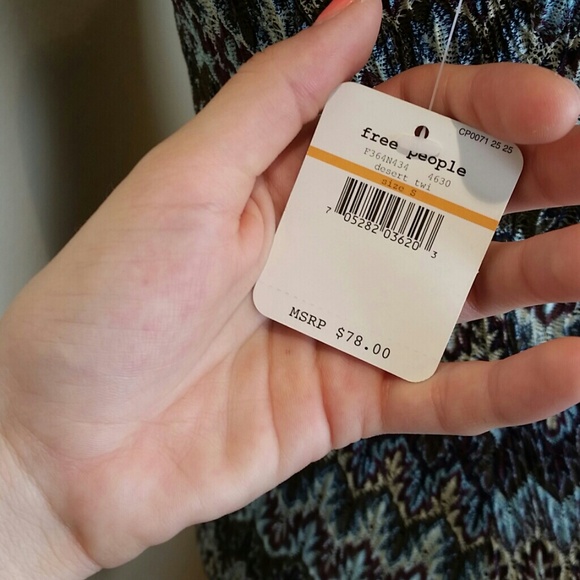 CP0071 25 25
free people
F364N434 4630
desert twi
size S
7 05282 03620 3
MSRP $78.00